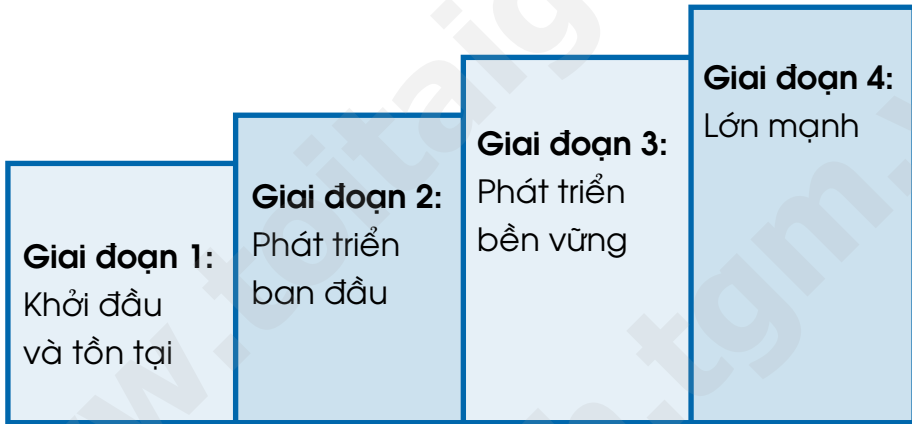 Giai đoạn 1:
Khởi đầu
và tồn tại
Giai đoạn 2:
Phát triển
ban đầu
Giai đoạn 3:
Phát triển
bền vững
Giai đoạn 4:
Lớn mạnh